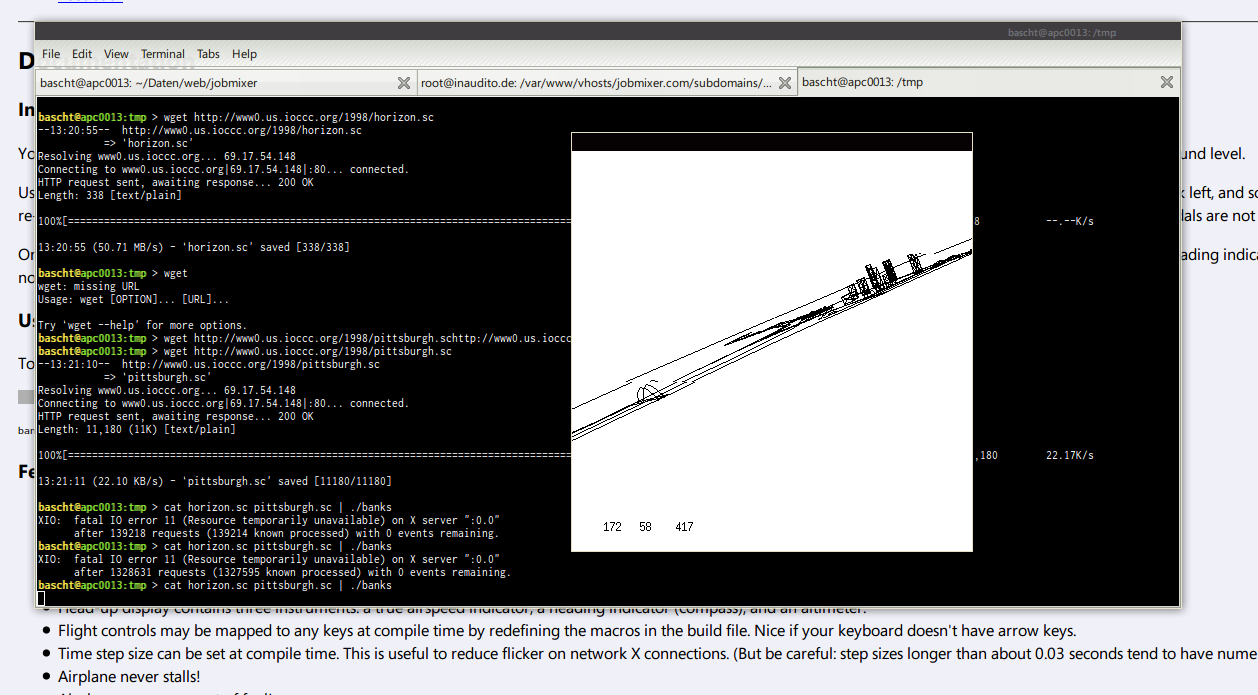 bascht@apc0013: /tmp
File Edit View Terminal Tabs Help
bascht@apc0013: ~/Daten/web/jobmixer
root@inaudito.de: /var/www/vhosts/jobmixer.com/subdomains/...
bascht@apc0013: /tmp
bascht@apc0013:tmp > wget http://www0.us.ioccc.org/1998/horizon.sc
--13:20:55-- http://www0.us.ioccc.org/1998/horizon.sc
=> 'horizon.sc'
Resolving www0.us.ioccc.org... 69.17.54.148
Connecting to www0.us.ioccc.org|69.17.54.148|:80... connected.
HTTP request sent, awaiting response... 200 OK
Length: 338 [text/plain]
100%[=============================================================================== 8 --.--K/s
13:20:55 (50.71 MB/s) - 'horizon.sc' saved [338/338]
bascht@apc0013:tmp > wget
wget: missing URL
Usage: wget [OPTION]... [URL]...
Try 'wget --help' for more options.
bascht@apc0013:tmp > wget http://www0.us.ioccc.org/1998/pittsburgh.schttp://www0.us.ioccc
bascht@apc0013:tmp > wget http://www0.us.ioccc.org/1998/pittsburgh.sc
--13:21:10-- http://www0.us.ioccc.org/1998/pittsburgh.sc
=> 'pittsburgh.sc'
Resolving www0.us.ioccc.org... 69.17.54.148
Connecting to www0.us.ioccc.org|69.17.54.148|:80... connected.
HTTP request sent, awaiting response... 200 OK
Length: 11,180 (11K) [text/plain]
100%[=============================================================================== ,180 22.17K/s
13:21:11 (22.10 KB/s) - 'pittsburgh.sc' saved [11180/11180]
bascht@apc0013:tmp > cat horizon.sc pittsburgh.sc | ./banks
XIO: fatal IO error 11 (Resource temporarily unavailable) on X server ":0.0"
after 139218 requests (139214 known processed) with 0 events remaining.
bascht@apc0013:tmp > cat horizon.sc pittsburgh.sc | ./banks
XIO: fatal IO error 11 (Resource temporarily unavailable) on X server ":0.0"
after 1328631 requests (1327595 known processed) with 0 events remaining.
bascht@apc0013:tmp > cat horizon.sc pittsburgh.sc | ./banks
172 58 417
und level.
left, and so
dals are not
ading indica
Head-up display contains three instruments: a true airspeed indicator, a heading indicator (compass), and an altimeter.
Flight controls may be mapped to any keys at compile time by redefining the macros in the build file. Nice if your keyboard doesn't have arrow keys.
Time step size can be set at compile time. This is useful to reduce flicker on network X connections. (But be careful: step sizes longer than about 0.03 seconds tend to have nume
Airplane never stalls!